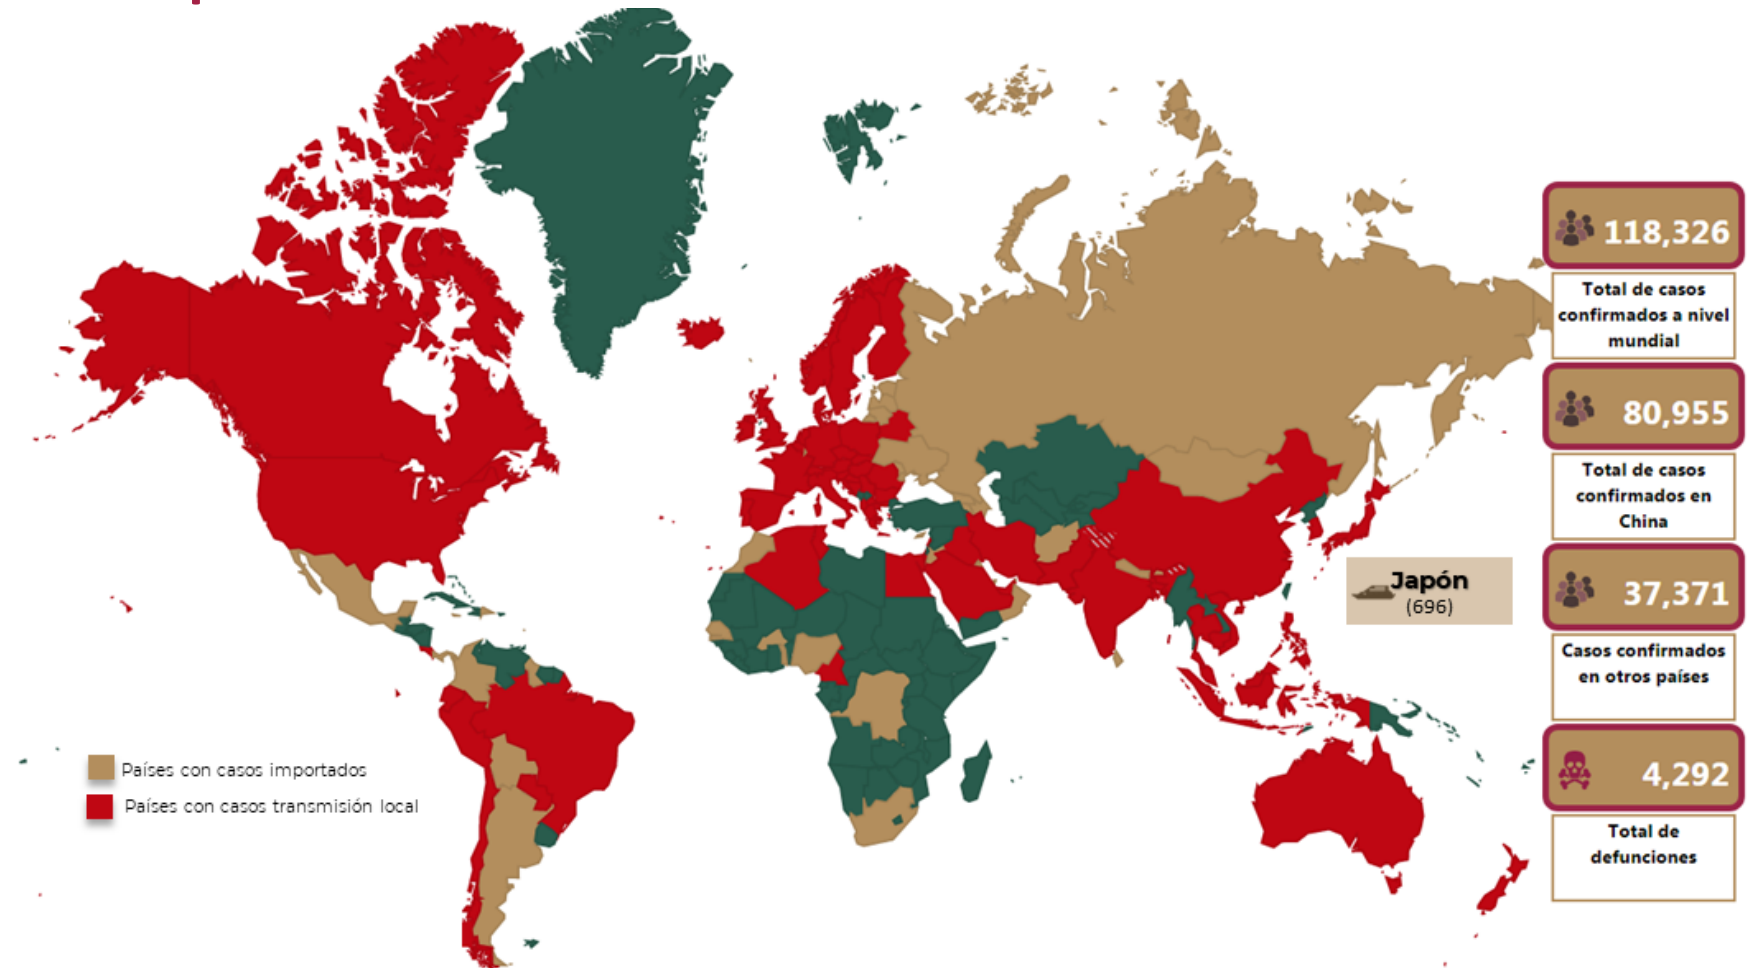 118,326
Total de casos
confirmados a nivel
mundial
80,955
Total de casos
confirmados en
China
Japón
(696)
37,371
Casos confirmados
en otros países
4,292
Total de
defunciones
Países con casos importados
Países con casos transmisión local